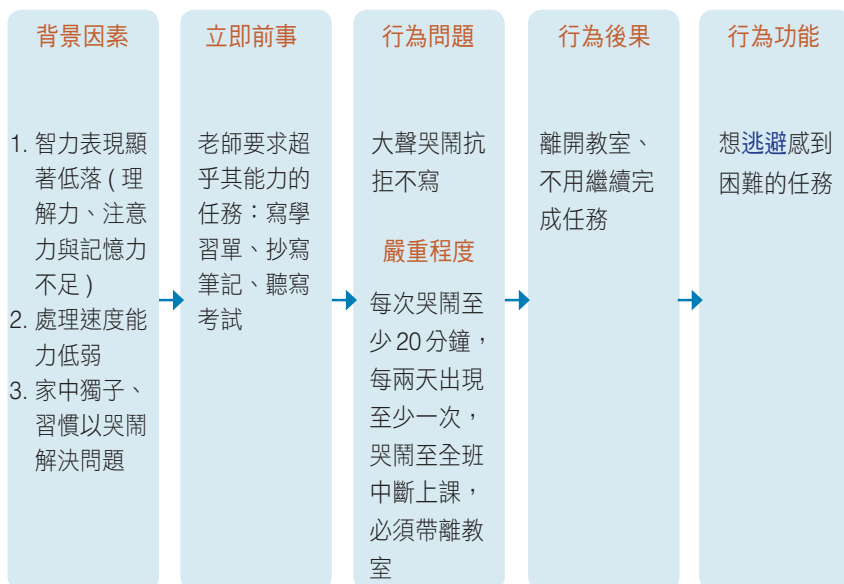 背景因素
1. 智力表現顯
著低落 ( 理
解力、注意
力與記憶力
不足 )
2. 處理速度能
力低弱
3. 家中獨子、
習慣以哭鬧
解決問題
立即前事
老師要求超
乎其能力的
任務：寫學
習單、抄寫
筆記、聽寫
考試
行為問題
大聲哭鬧抗
拒不寫
嚴重程度
每次哭鬧至
少 20 分鐘，
每兩天出現
至少一次，
哭鬧至全班
中斷上課，
必須帶離教
室
行為後果
離開教室、
不用繼續完
成任務
行為功能
想逃避感到
困難的任務